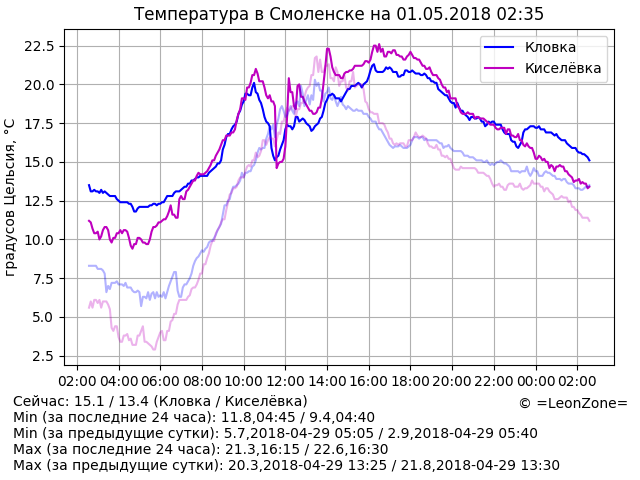 Температура в Смоленске на 01.05.2018 02:35
градусов Цельсия, °C
22.5
20.0
17.5
15.0
12.5
10.0
7.5
5.0
2.5
Кловка
Киселёвка
02:00 04:00 06:00 08:00 10:00 12:00 14:00 16:00 18:00 20:00 22:00 00:00 02:00
© =LeonZone=
Сейчас: 15.1 / 13.4 (Кловка / Киселёвка)
Min (за последние 24 часа): 11.8,04:45 / 9.4,04:40
Min (за предыдущие сутки): 5.7,2018-04-29 05:05 / 2.9,2018-04-29 05:40
Max (за последние 24 часа): 21.3,16:15 / 22.6,16:30
Max (за предыдущие сутки): 20.3,2018-04-29 13:25 / 21.8,2018-04-29 13:30